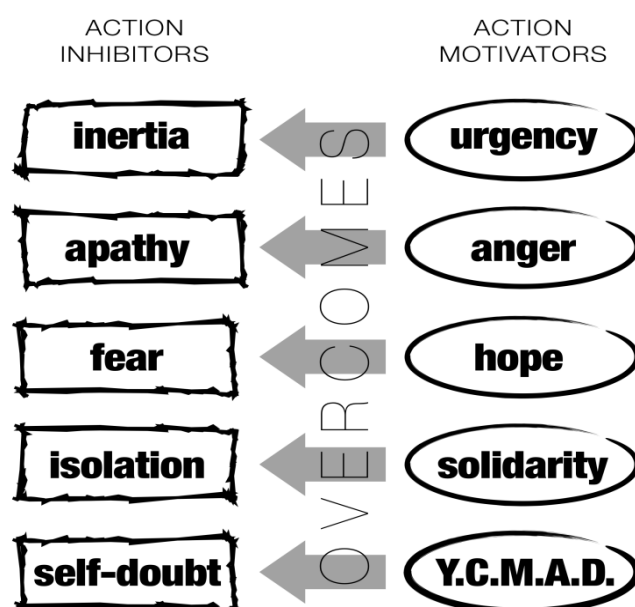 ACTION
INHIBITORS
ACTION
MOTIVATORS
inertia
urgency
apathy
anger
fear
hope
isolation
solidarity
self-doubt
Y.C.M.A.D.
OVERCOMES